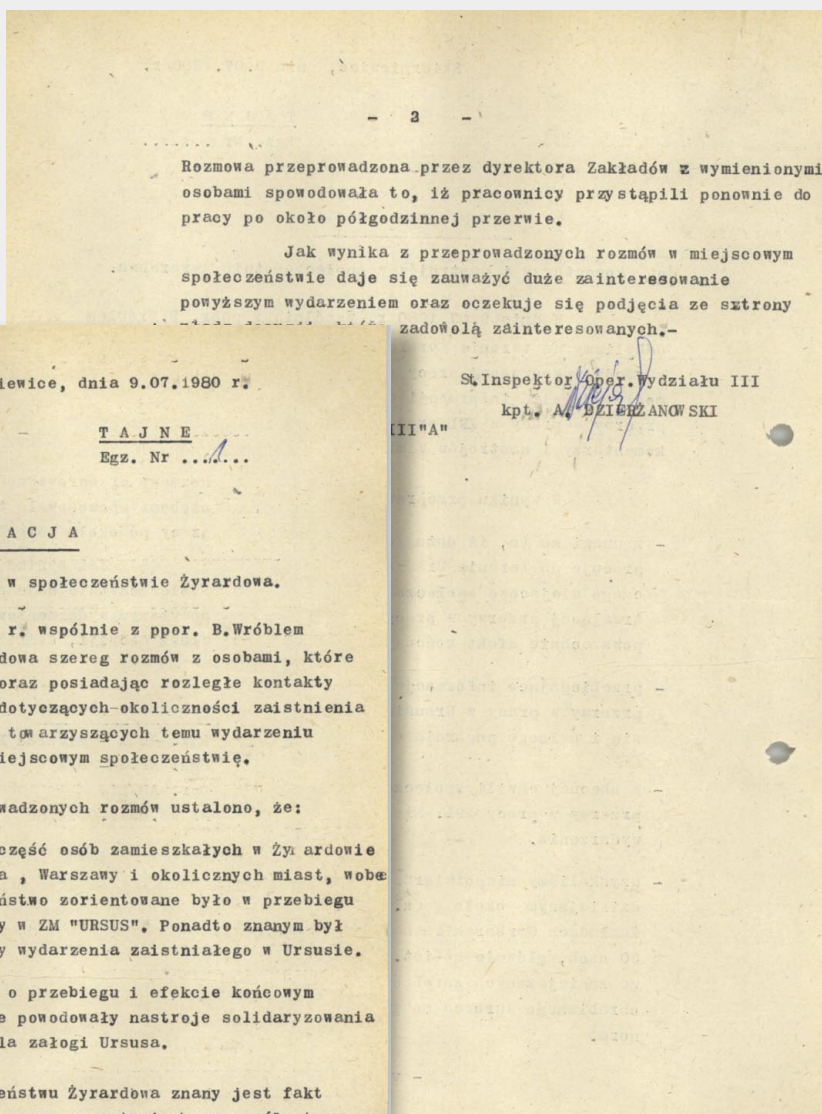 - 2 -
Rozmowa przeprowadzona przez dyrektora Zakładów z wymienionymi
osobami spowodowała to, iż pracownicy przystąpili ponownie do
pracy po około półgodzinnej przerwie.
Jak wynika z przeprowadzonych rozmów w miejscowym
społeczeństwie daje się zauważyć duże zainteresowanie
powyższym wydarzeniem oraz oczekuje się podjęcia ze sztrony
zadowolą zainteresowanych.-
St.Inspektor Oper.Wydziału III
kpt. A. DZIERŻANOWSKI
III"A"
iewice, dnia 9.07.1980 r.
T A J N E
Egz. Nr ...1...
A C J A
w społeczeństwie Żyrardowa.
r. wspólnie z ppor. B.Wróblem
dowa szereg rozmów z osobami, które
oraz posiadając rozległe kontakty
dotyczących okoliczności zaistnienia
towarzyszących temu wydarzeniu
iejscowym społeczeństwię.
wadzonych rozmów ustalono, że:
część osób zamieszkałych w Żyrardowie
a , Warszawy i okolicznych miast, wobec
ństwo zorientowane było w przebiegu
y w ZM "URSUS". Ponadto znanym był
y wydarzenia zaistniałego w Ursusie.
o przebiegu i efekcie końcowym
e powodowały nastroje solidaryzowania
la załogi Ursusa.
eństwu Żyrardowa znany jest fakt